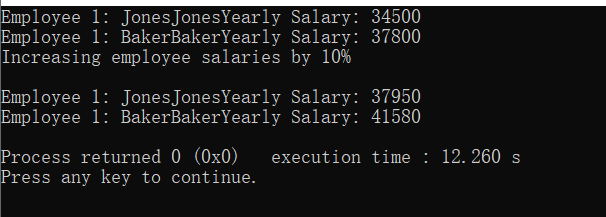 Employee 1: JonesJonesYearly Salary: 34500
Employee 1: BakerBakerYearly Salary: 37800
Increasing employee salaries by 10%
Employee 1: JonesJonesYearly Salary: 37950
Employee 1: BakerBakerYearly Salary: 41580
Process returned 0 (0x0)   execution time : 12.260 s
Press any key to continue.